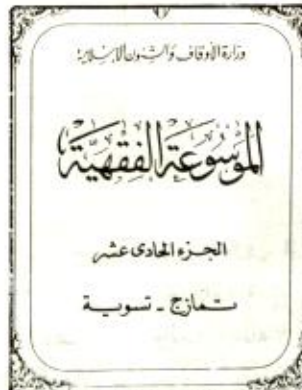 وزارة الأوقاف والشئون الإسلامية
الموسوعة الفقهية
الجزء الحادى عشر
تمازج - تسوية